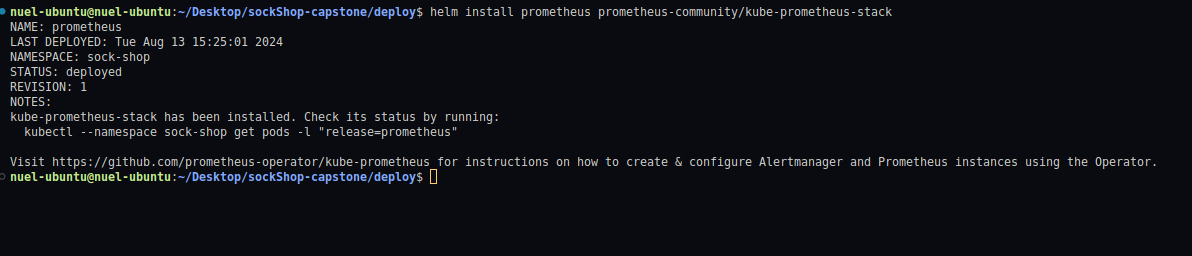 nuel-ubuntu@nuel-ubuntu:~/Desktop/sockShop-capstone/deploy$ helm install prometheus prometheus-community/kube-prometheus-stack
NAME: prometheus
LAST DEPLOYED: Tue Aug 13 15:25:01 2024
NAMESPACE: sock-shop
STATUS: deployed
REVISION: 1
NOTES:
kube-prometheus-stack has been installed. Check its status by running:
  kubectl --namespace sock-shop get pods -l "release=prometheus"

Visit https://github.com/prometheus-operator/kube-prometheus for instructions on how to create & configure Alertmanager and Prometheus instances using the Operator.
nuel-ubuntu@nuel-ubuntu:~/Desktop/sockShop-capstone/deploy$